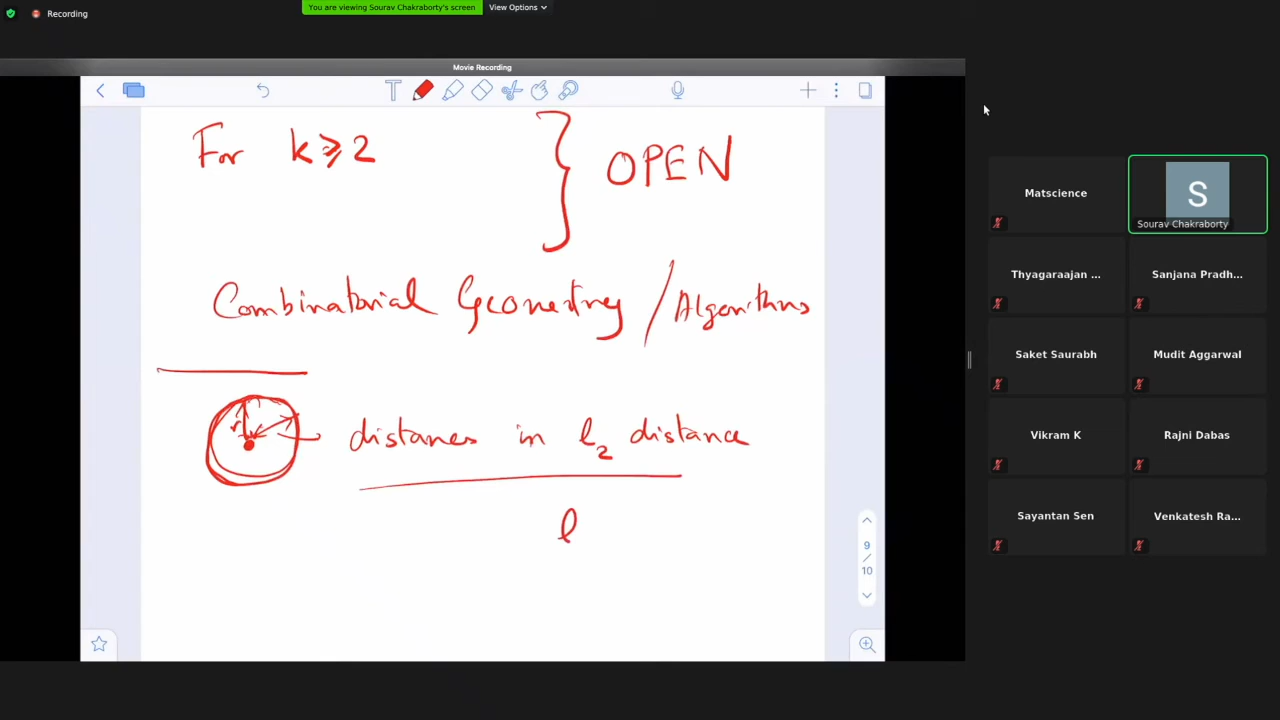 Recording
You are viewing Sourav Chakraborty's screen
View Options
Movie Recording
For k ≥ 2 } OPEN
Combinatorial Geometry / Algorithms
r distances in l₂ distance
l
9
/
10
Matscience
S
Sourav Chakraborty
Thyagaraajan ...
Sanjana Pradh...
Saket Saurabh
Mudit Aggarwal
Vikram K
Rajni Dabas
Sayantan Sen
Venkatesh Ra...